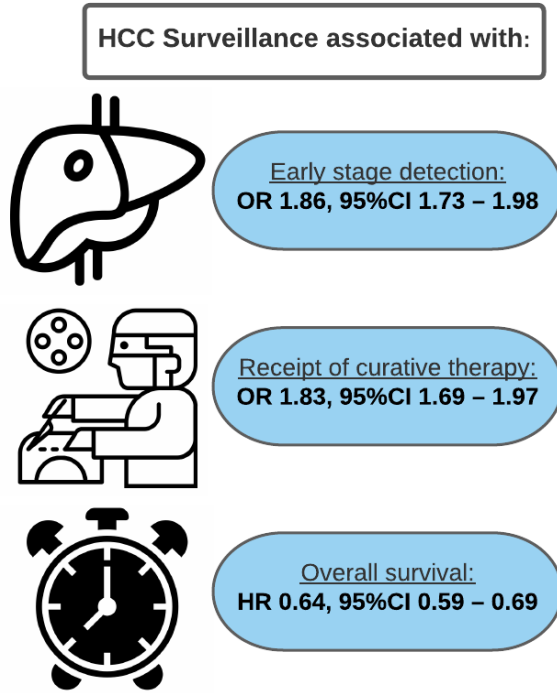 HCC Surveillance associated with:
Early stage detection:
OR 1.86, 95%CI 1.73 – 1.98
Receipt of curative therapy:
OR 1.83, 95%CI 1.69 – 1.97
Overall survival:
HR 0.64, 95%CI 0.59 – 0.69